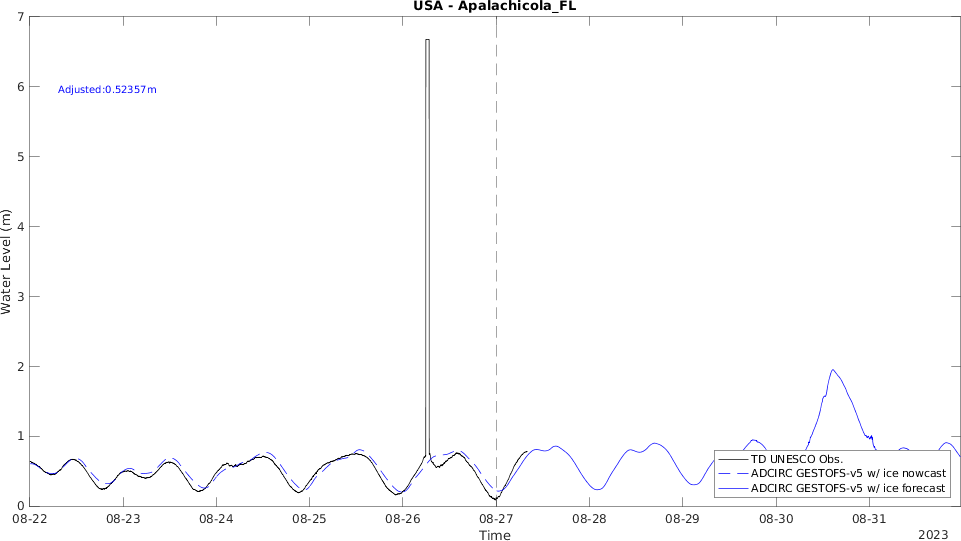 USA - Apalachicola_FL
7
6
5
4
3
2
1
0
Water Level (m)
Adjusted:0.52357m
TD UNESCO Obs.
ADCIRC GESTOFS-v5 w/ ice nowcast
ADCIRC GESTOFS-v5 w/ ice forecast
08-22 08-23 08-24 08-25 08-26 08-27 08-28 08-29 08-30 08-31
Time
2023